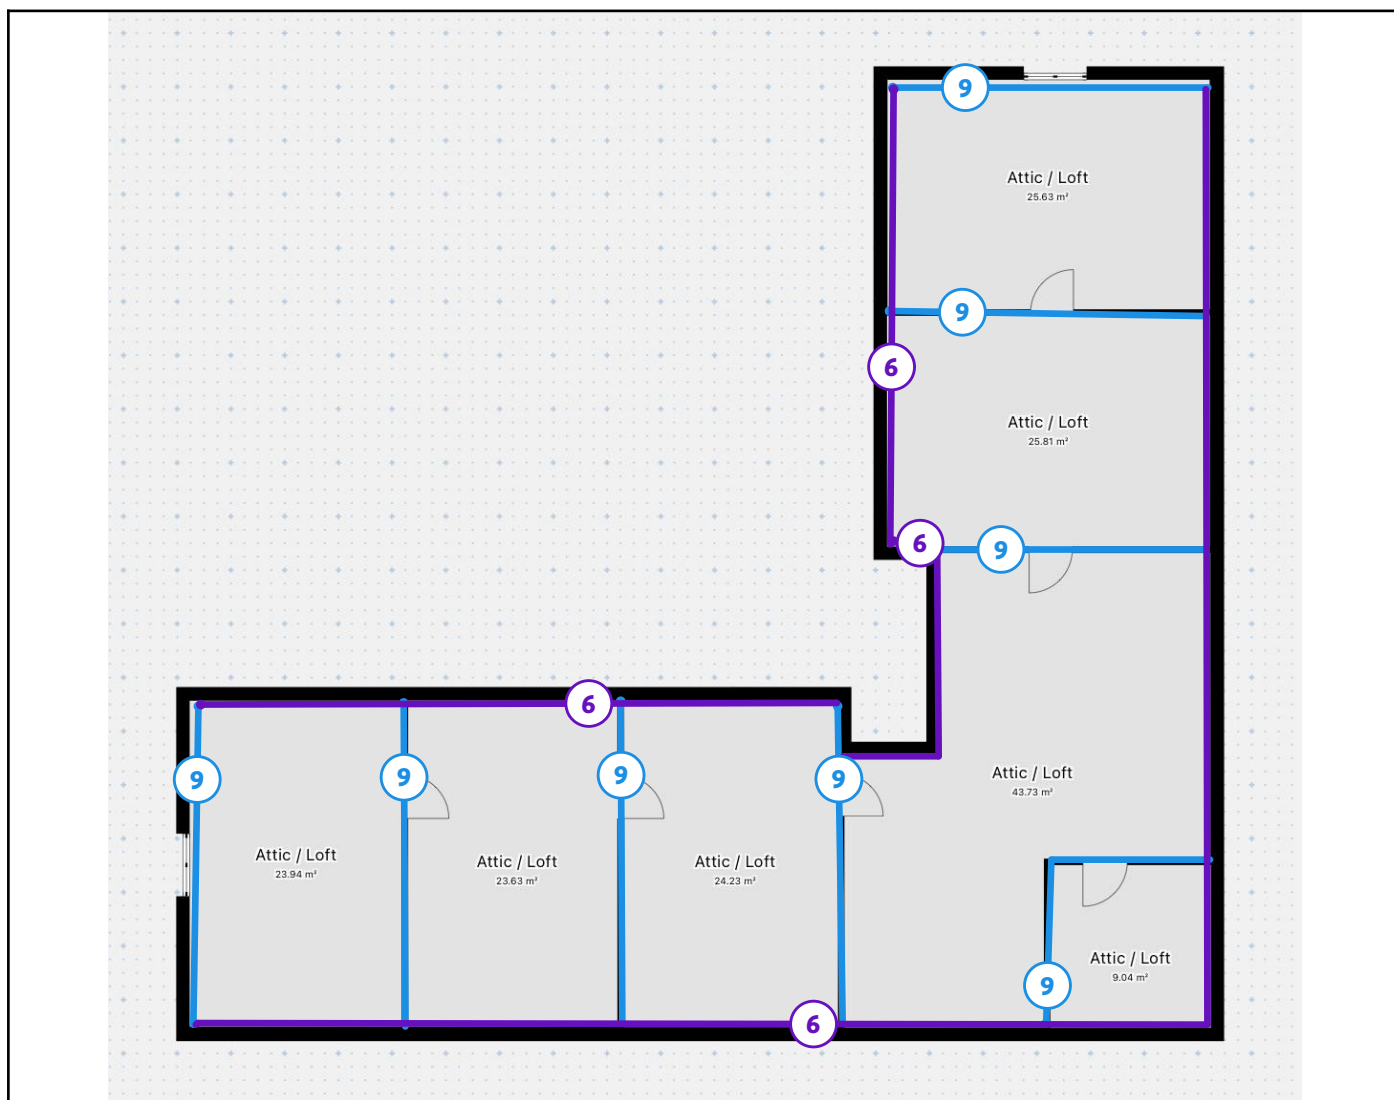 9
Attic / Loft
25.63 m²
9
6
Attic / Loft
25.81 m²
6
9
6
9
9
9
9
Attic / Loft
43.73 m²
Attic / Loft
23.94 m²
Attic / Loft
23.63 m²
Attic / Loft
24.23 m²
Attic / Loft
9.04 m²
9
6